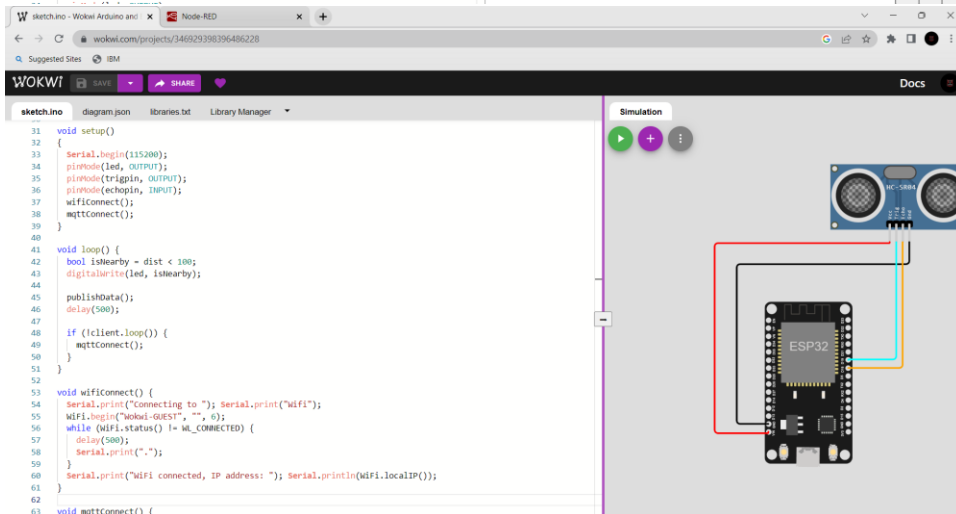 sketch.ino - Wokwi Arduino and
Node-RED
wokwi.com/projects/346929398396486228
Suggested Sites
IBM
WOKWI
SAVE
SHARE
Docs
sketch.ino
diagram.json
libraries.txt
Library Manager
Simulation
31 void setup()
32 {
33 Serial.begin(115200);
34 pinMode(led, OUTPUT);
35 pinMode(trigpin, OUTPUT);
36 pinMode(echopin, INPUT);
37 wifiConnect();
38 mqttConnect();
39 }
40
41 void loop() {
42 bool isNearby = dist < 100;
43 digitalWrite(led, isNearby);
44
45 publishData();
46 delay(500);
47
48 if (!client.loop()) {
49 mqttConnect();
50 }
51 }
52
53 void wifiConnect() {
54 Serial.print("Connecting to "); Serial.print("Wifi");
55 WiFi.begin("Wokwi-GUEST", "", 6);
56 while (WiFi.status() != WL_CONNECTED) {
57 delay(500);
58 Serial.print(".");
59 }
60 Serial.print("WiFi connected, IP address: "); Serial.println(WiFi.localIP());
61 }
62
63 void mqttConnect() {
HC-SR04
ESP32